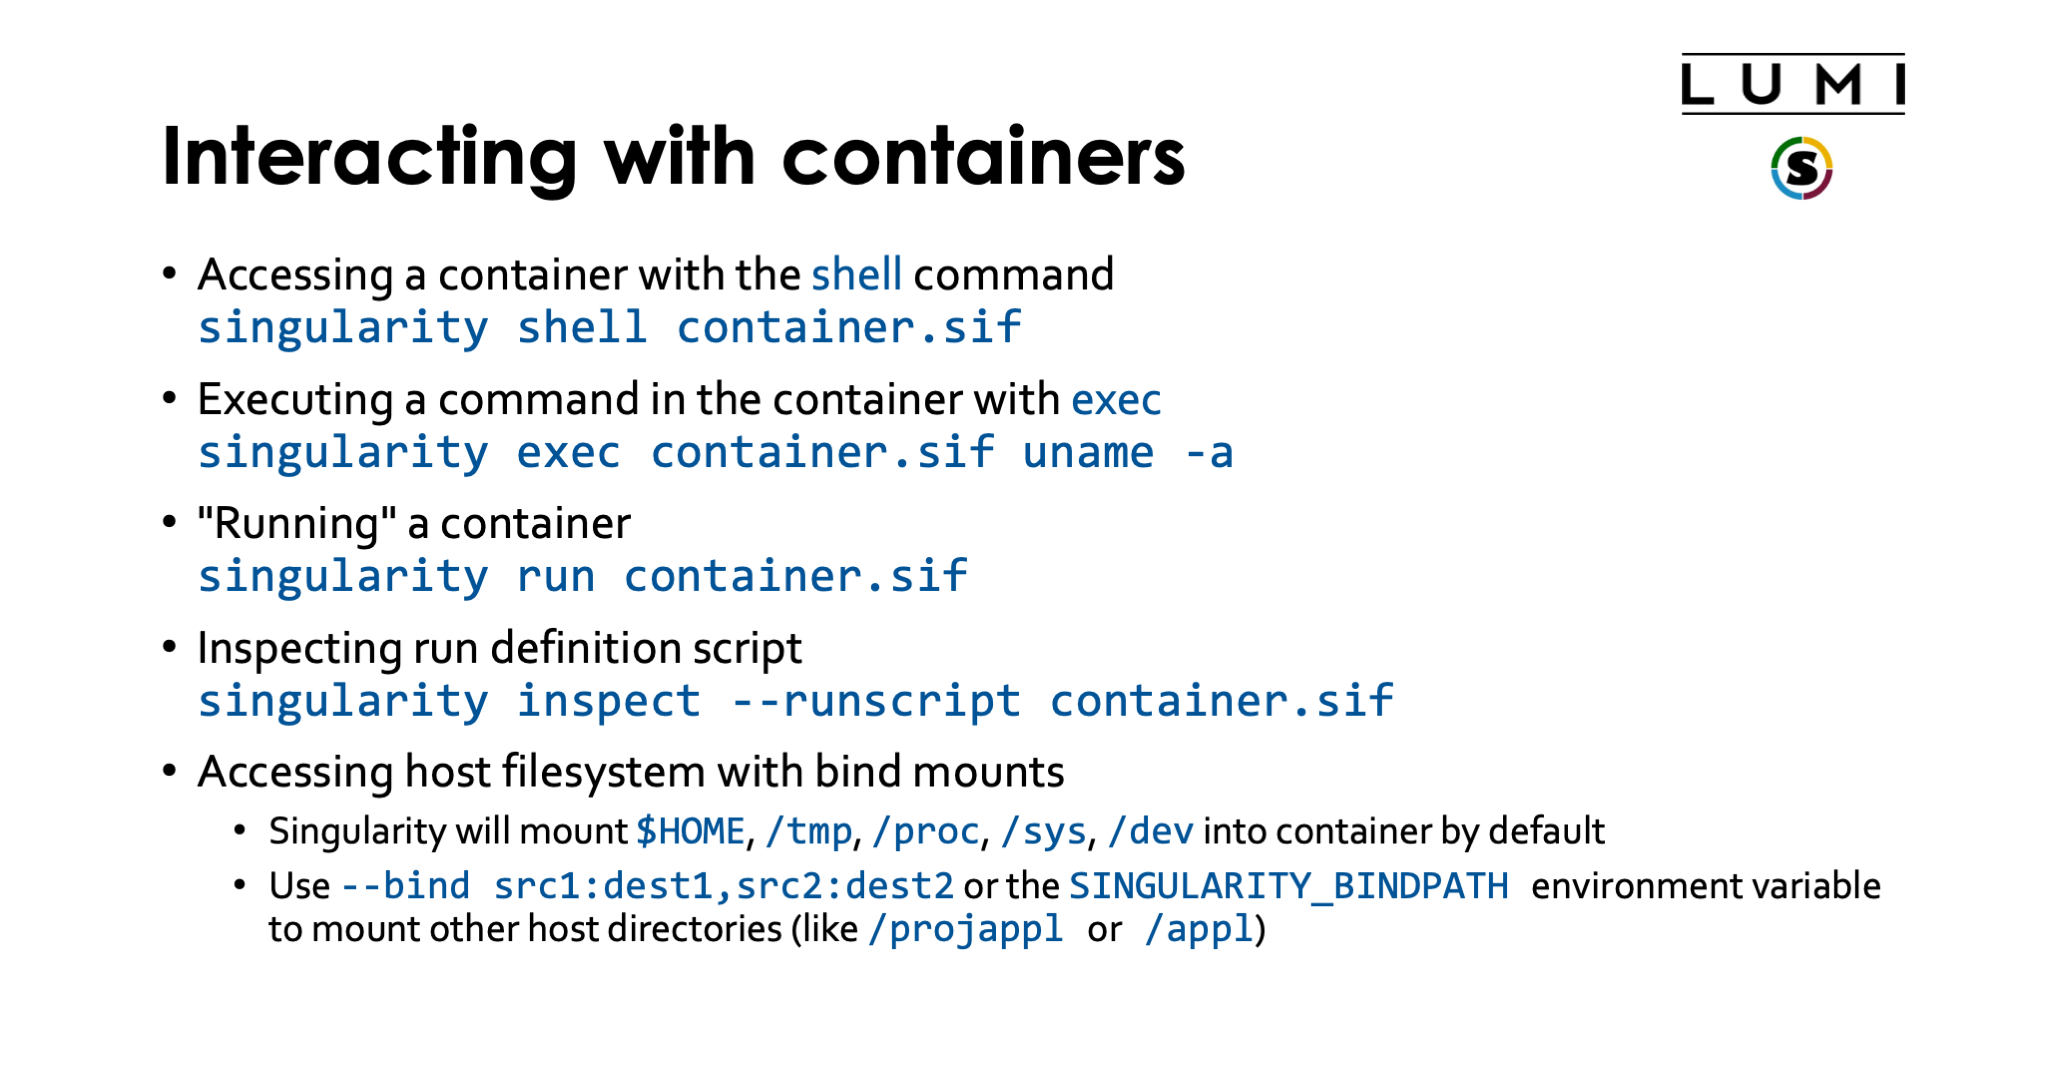 LUMI
S
Interacting with containers
• Accessing a container with the shell command
singularity shell container.sif
• Executing a command in the container with exec
singularity exec container.sif uname -a
• "Running" a container
singularity run container.sif
• Inspecting run definition script
singularity inspect --runscript container.sif
• Accessing host filesystem with bind mounts
• Singularity will mount $HOME, /tmp, /proc, /sys, /dev into container by default
• Use --bind src1:dest1,src2:dest2 or the SINGULARITY_BINDPATH environment variable
to mount other host directories (like /projappl or /appl)